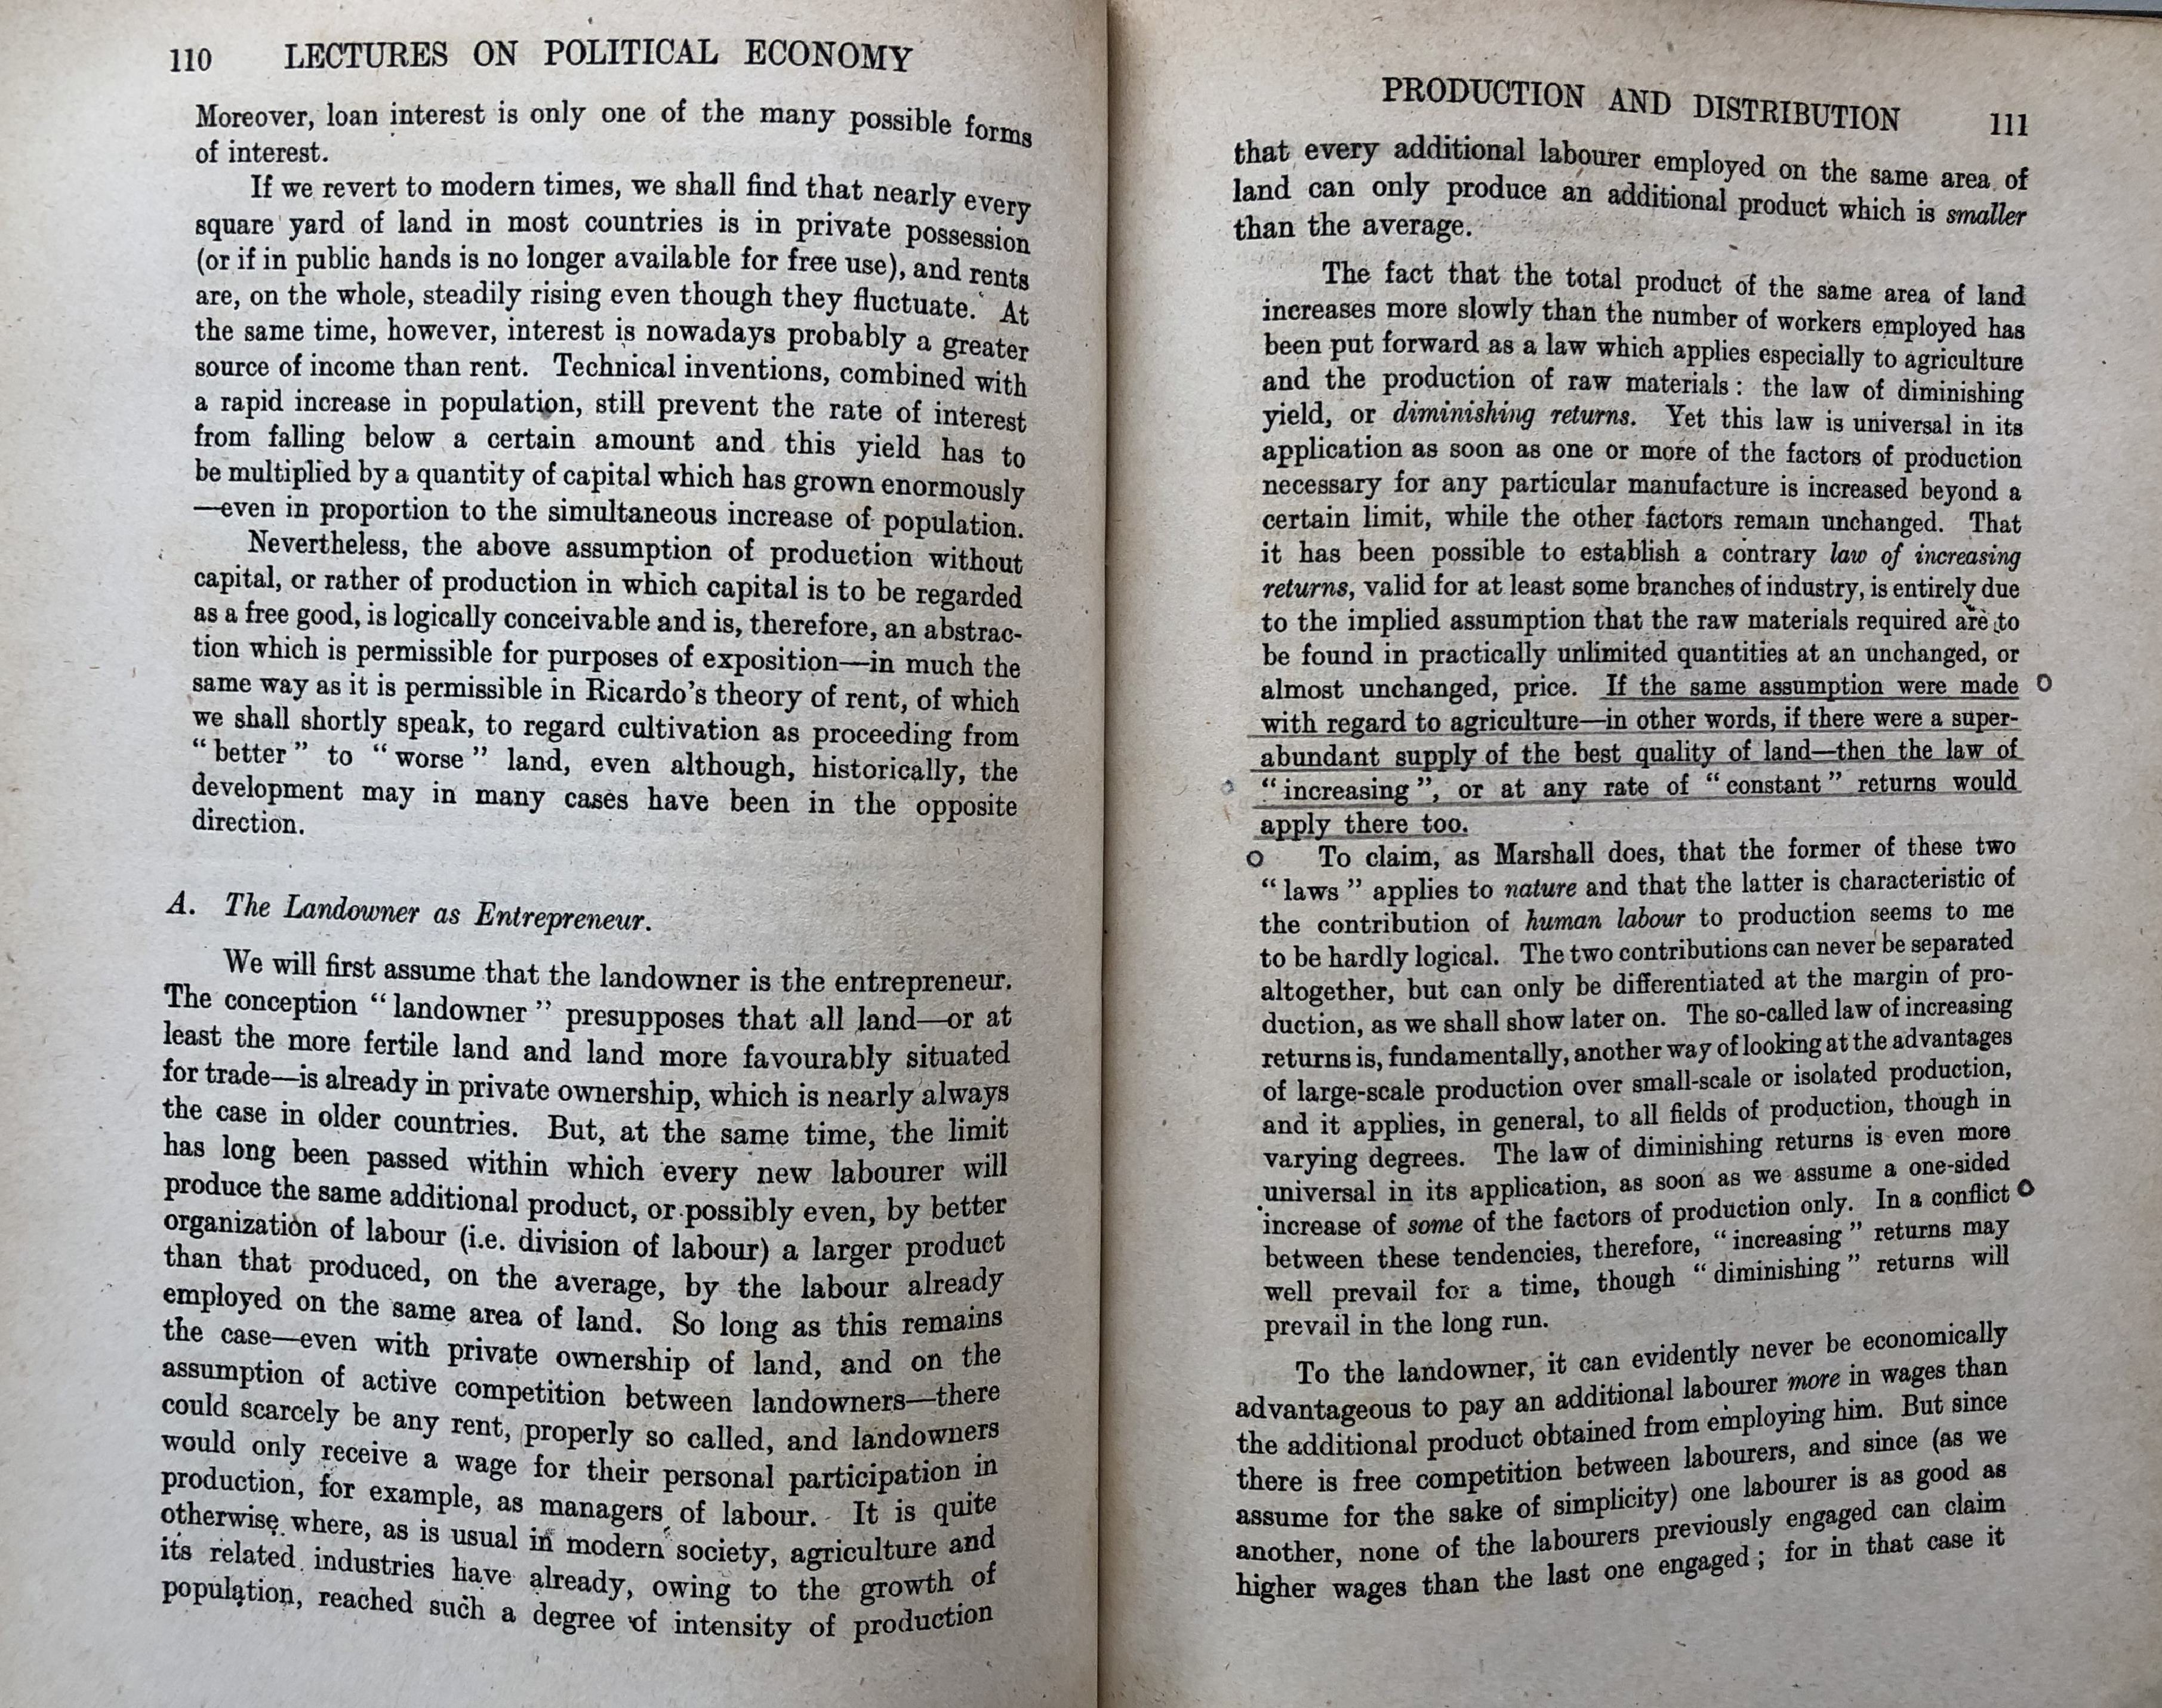 110 LECTURES ON POLITICAL ECONOMY
Moreover, loan interest is only one of the many possible forms
of interest.
If we revert to modern times, we shall find that nearly every
square yard of land in most countries is in private possession
(or if in public hands is no longer available for free use), and rents
are, on the whole, steadily rising even though they fluctuate. At
the same time, however, interest is nowadays probably a greater
source of income than rent. Technical inventions, combined with
a rapid increase in population, still prevent the rate of interest
from falling below a certain amount and this yield has to
be multiplied by a quantity of capital which has grown enormously
—even in proportion to the simultaneous increase of population.
Nevertheless, the above assumption of production without
capital, or rather of production in which capital is to be regarded
as a free good, is logically conceivable and is, therefore, an abstrac-
tion which is permissible for purposes of exposition—in much the
same way as it is permissible in Ricardo's theory of rent, of which
we shall shortly speak, to regard cultivation as proceeding from
“better” to “worse” land, even although, historically, the
development may in many cases have been in the opposite
direction.
A. The Landowner as Entrepreneur.
We will first assume that the landowner is the entrepreneur.
The conception “landowner” presupposes that all land—or at
least the more fertile land and land more favourably situated
for trade—is already in private ownership, which is nearly always
the case in older countries. But, at the same time, the limit
has long been passed within which every new labourer will
produce the same additional product, or possibly even, by better
organization of labour (i.e. division of labour) a larger product
than that produced, on the average, by the labour already
employed on the same area of land. So long as this remains
the case—even with private ownership of land, and on the
assumption of active competition between landowners—there
could scarcely be any rent, properly so called, and landowners
would only receive a wage for their personal participation in
production, for example, as managers of labour. It is quite
otherwise where, as is usual in modern society, agriculture and
its related industries have already, owing to the growth of
population, reached such a degree of intensity of production
PRODUCTION AND DISTRIBUTION 111
that every additional labourer employed on the same area of
land can only produce an additional product which is smaller
than the average.
The fact that the total product of the same area of land
increases more slowly than the number of workers employed has
been put forward as a law which applies especially to agriculture
and the production of raw materials: the law of diminishing
yield, or diminishing returns. Yet this law is universal in its
application as soon as one or more of the factors of production
necessary for any particular manufacture is increased beyond a
certain limit, while the other factors remain unchanged. That
it has been possible to establish a contrary law of increasing
returns, valid for at least some branches of industry, is entirely due
to the implied assumption that the raw materials required are to
be found in practically unlimited quantities at an unchanged, or
almost unchanged, price. If the same assumption were made
with regard to agriculture—in other words, if there were a super-
abundant supply of the best quality of land—then the law of
“increasing”, or at any rate of “constant” returns would
apply there too.
To claim, as Marshall does, that the former of these two
“laws” applies to nature and that the latter is characteristic of
the contribution of human labour to production seems to me
to be hardly logical. The two contributions can never be separated
altogether, but can only be differentiated at the margin of pro-
duction, as we shall show later on. The so-called law of increasing
returns is, fundamentally, another way of looking at the advantages
of large-scale production over small-scale or isolated production,
and it applies, in general, to all fields of production, though in
varying degrees. The law of diminishing returns is even more
universal in its application, as soon as we assume a one-sided
increase of some of the factors of production only. In a conflict
between these tendencies, therefore, “increasing” returns may
well prevail for a time, though “diminishing” returns will
prevail in the long run.
To the landowner, it can evidently never be economically
advantageous to pay an additional labourer more in wages than
the additional product obtained from employing him. But since
there is free competition between labourers, and since (as we
assume for the sake of simplicity) one labourer is as good as
another, none of the labourers previously engaged can claim
higher wages than the last one engaged; for in that case it